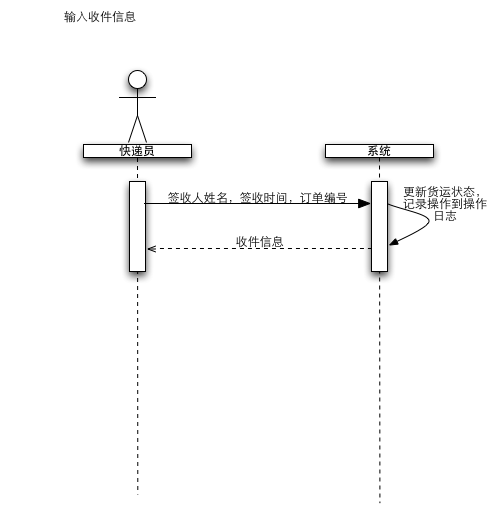 输入收件信息
快递员
系统
签收人姓名，签收时间，订单编号
更新货运状态，
记录操作到操作
日志
收件信息